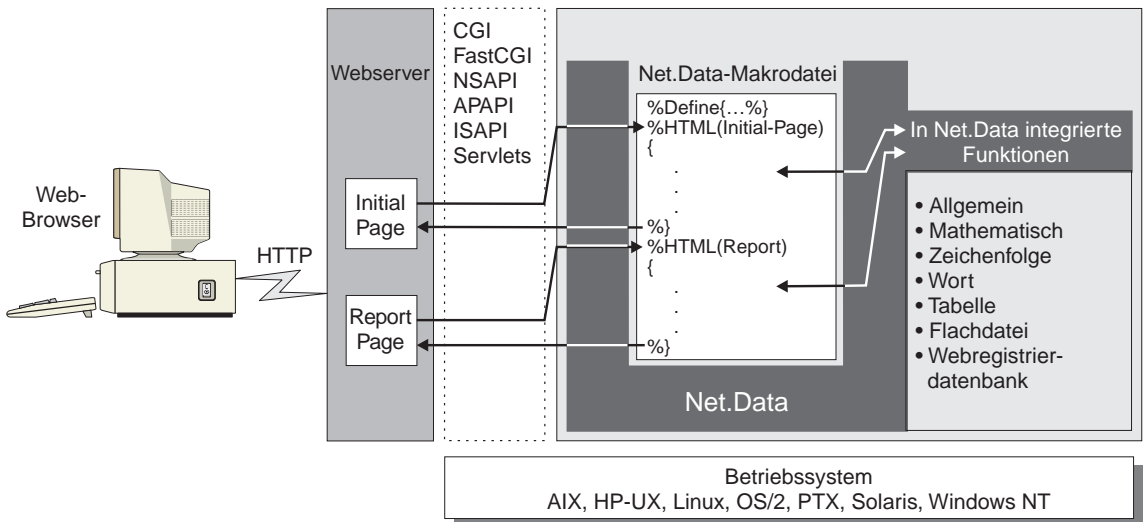 Web-
Browser
HTTP
Webserver
Initial
Page
Report
Page
CGI
FastCGI
NSAPI
APAPI
ISAPI
Servlets
Net.Data-Makrodatei
%Define{…%}
%HTML(Initial-Page)
{
.
.
.
%}
%HTML(Report)
{
.
.
.
%}
Net.Data
In Net.Data integrierte
Funktionen
• Allgemein
• Mathematisch
• Zeichenfolge
• Wort
• Tabelle
• Flachdatei
• Webregistrier-
datenbank
Betriebssystem
AIX, HP-UX, Linux, OS/2, PTX, Solaris, Windows NT